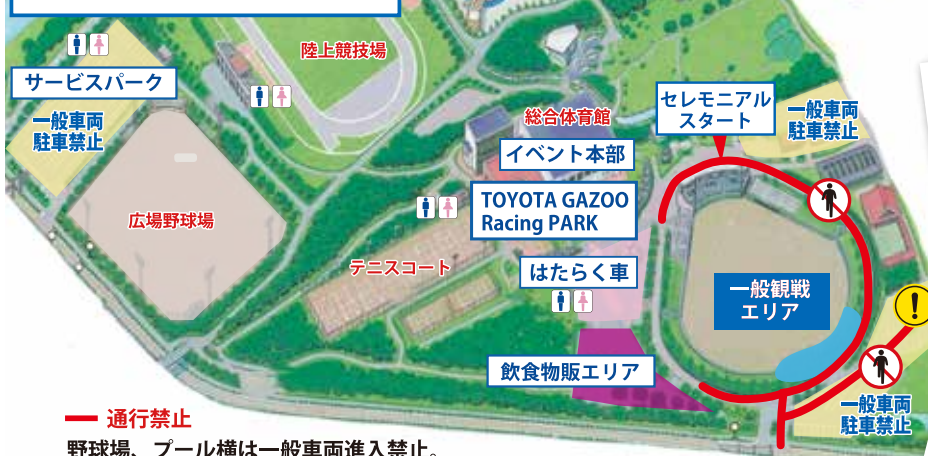 陸上競技場
サービスパーク
一般車両
駐車禁止
セレモニアル
スタート
一般車両
駐車禁止
総合体育館
イベント本部
TOYOTA GAZOO
Racing PARK
広場野球場
テニスコート
はたらく車
一般観戦
エリア
!
飲食物販エリア
一般車両
駐車禁止
通行禁止
野球場、プール横は一般車両進入禁止。